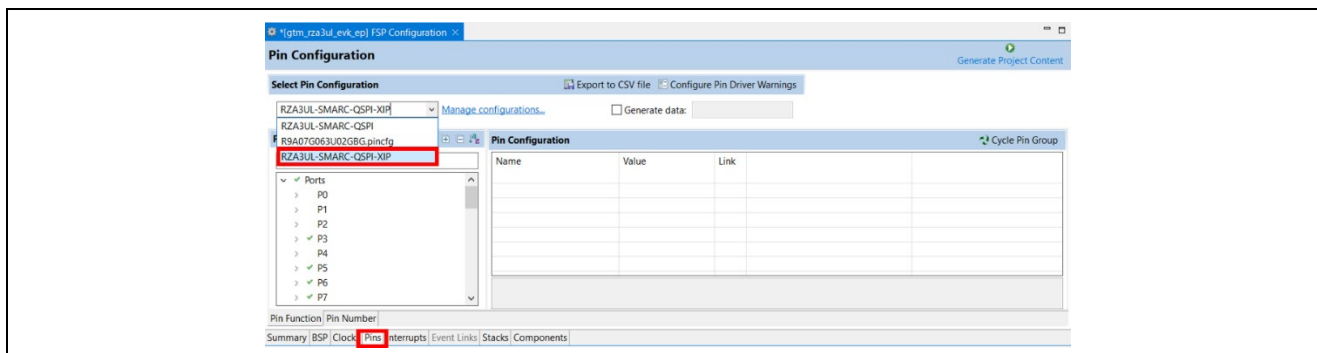 *[gtm_rza3ul_evk_ep] FSP Configuration
Pin Configuration
Generate Project Content
Select Pin Configuration
Export to CSV file Configure Pin Driver Warnings
RZA3UL-SMARC-QSPI-XIP Manage configurations... Generate data:
RZA3UL-SMARC-QSPI
R9A07G063U02GBG.pincfg
RZA3UL-SMARC-QSPI-XIP
Pin Configuration Cycle Pin Group
Name Value Link
Ports
P0
P1
P2
P3
P4
P5
P6
P7
Pin Function Pin Number
Summary BSP Clock Pins nterrupts Event Links Stacks Components